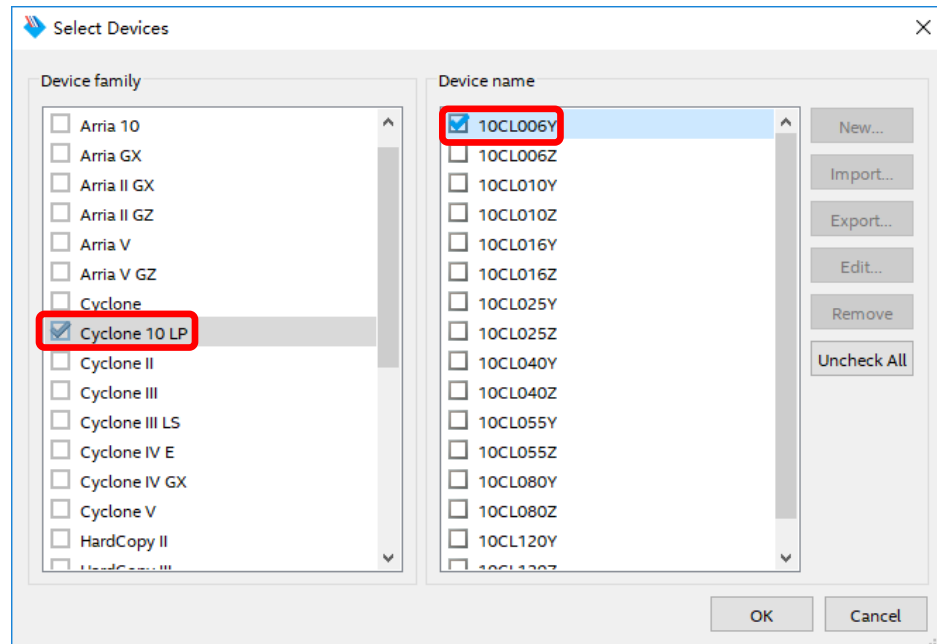 Select Devices
Device family
Arria 10
Arria GX
Arria II GX
Arria II GZ
Arria V
Arria V GZ
Cyclone
Cyclone 10 LP
Cyclone II
Cyclone III
Cyclone III LS
Cyclone IV E
Cyclone IV GX
Cyclone V
HardCopy II
HardCopy III
Device name
10CL006Y
10CL006Z
10CL010Y
10CL010Z
10CL016Y
10CL016Z
10CL025Y
10CL025Z
10CL040Y
10CL040Z
10CL055Y
10CL055Z
10CL080Y
10CL080Z
10CL120Y
10CL120Z
New...
Import...
Export...
Edit...
Remove
Uncheck All
OK
Cancel